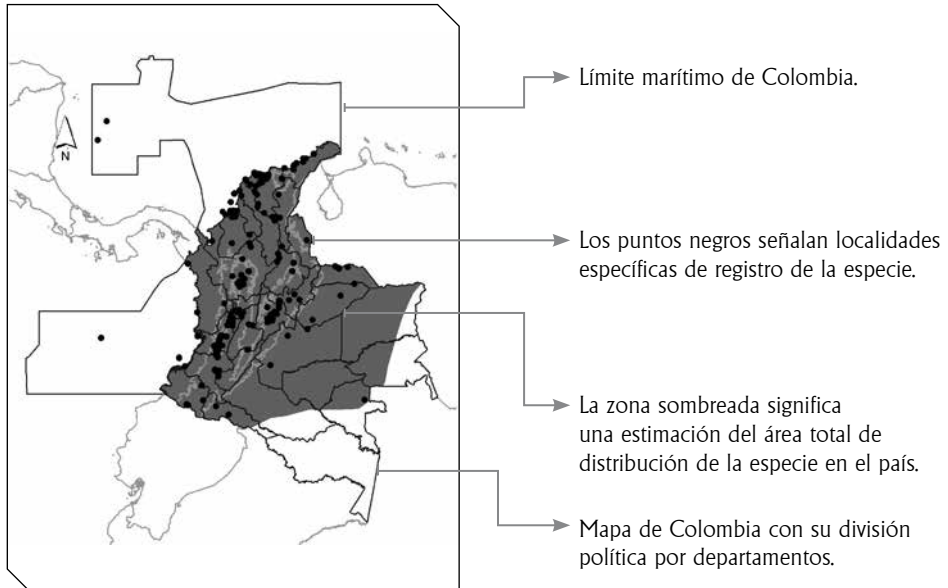 Límite marítimo de Colombia.
N
Los puntos negros señalan localidades
específicas de registro de la especie.
La zona sombreada significa
una estimación del área total de
distribución de la especie en el país.
Mapa de Colombia con su división
política por departamentos.